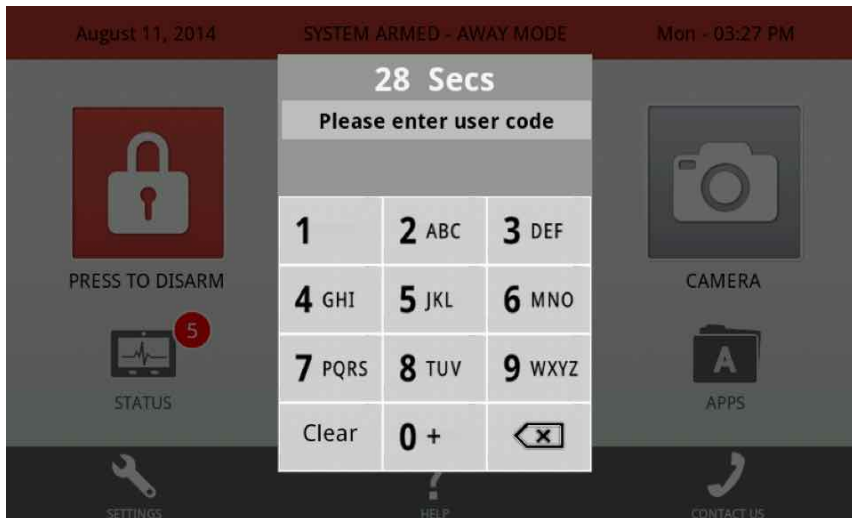 August 11, 2014 SYSTEM ARMED - AWAY MODE Mon - 03:27 PM
28 Secs
Please enter user code
1 2 ABC 3 DEF
4 GHI 5 JKL 6 MNO
7 PQRS 8 TUV 9 WXYZ
Clear 0 +
PRESS TO DISARM CAMERA
5
A
STATUS APPS
SETTINGS ? HELP CONTACT US